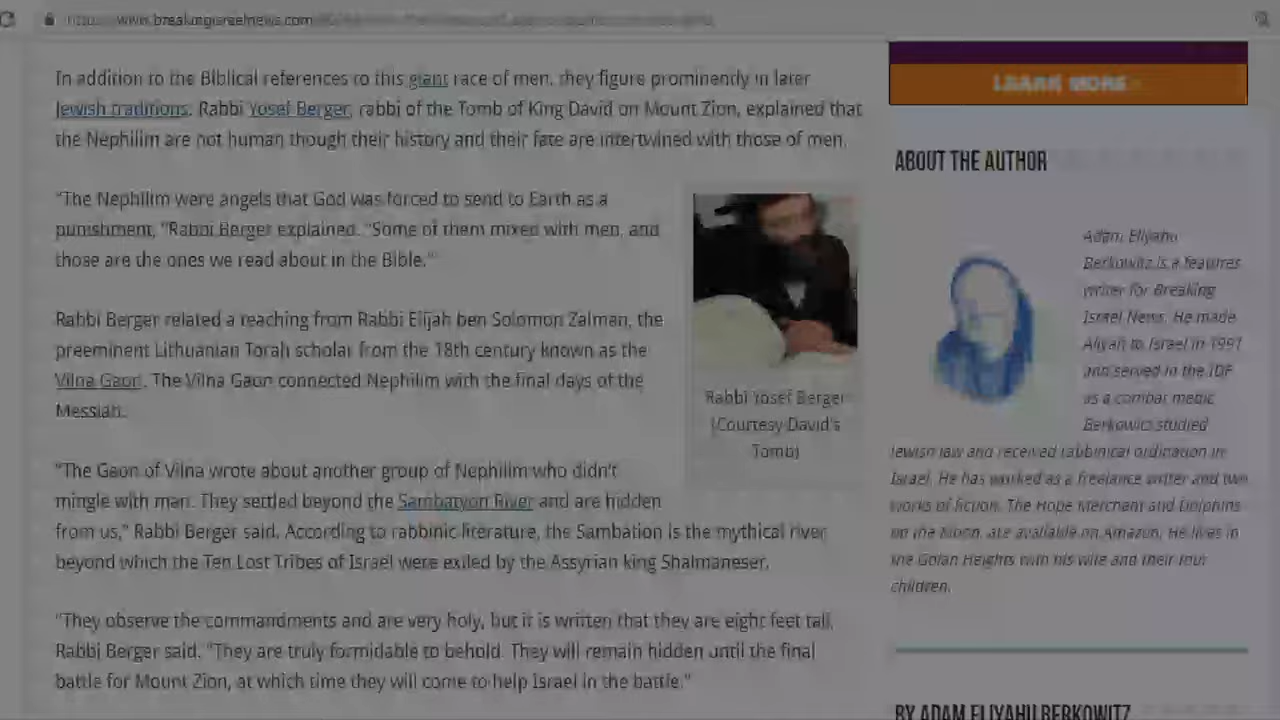 www.breakingisraelnews.com
In addition to the Biblical references to this giant race of men, they figure prominently in later
Jewish traditions. Rabbi Yosef Berger, rabbi of the Tomb of King David on Mount Zion, explained that
the Nephilim are not human though their history and their fate are intertwined with those of men.
"The Nephilim were angels that God was forced to send to Earth as a
punishment, "Rabbi Berger explained. "Some of them mixed with men, and
those are the ones we read about in the Bible."
Rabbi Berger related a teaching from Rabbi Elijah ben Solomon Zalman, the
preeminent Lithuanian Torah scholar from the 18th century known as the
Vilna Gaon. The Vilna Gaon connected Nephilim with the final days of the
Messiah.
Rabbi Yosef Berger
(Courtesy David's
Tomb)
"The Gaon of Vilna wrote about another group of Nephilim who didn't
mingle with man. They settled beyond the Sambatyon River and are hidden
from us," Rabbi Berger said. According to rabbinic literature, the Sambation is the mythical river
beyond which the Ten Lost Tribes of Israel were exiled by the Assyrian king Shalmaneser.
"They observe the commandments and are very holy, but it is written that they are eight feet tall,
Rabbi Berger said. "They are truly formidable to behold. They will remain hidden until the final
battle for Mount Zion, at which time they will come to help Israel in the battle."
LEARN MORE
ABOUT THE AUTHOR
Adam Eliyahu
Berkowitz is a features
writer for Breaking
Israel News. He made
Aliyah to Israel in 1991
and served in the IDF
as a combat medic.
Berkowitz studied
Jewish law and received rabbinical ordination in
Israel. He has worked as a freelance writer and two
works of fiction, The Hope Merchant and Dolphins
on the Moon, are available on Amazon. He lives in
the Golan Heights with his wife and their four
children.
BY ADAM ELIYAHU BERKOWITZ